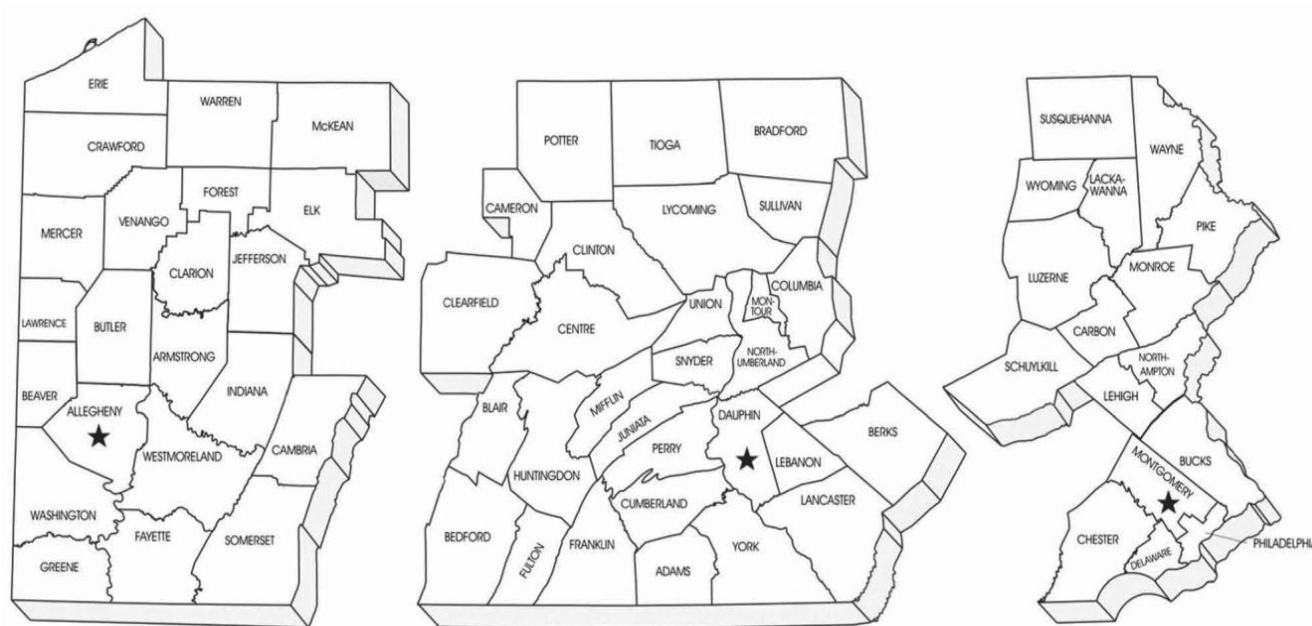 ERIE
WARREN
McKEAN
CRAWFORD
FOREST
ELK
VENANGO
MERCER
CLARION
JEFFERSON
LAWRENCE
BUTLER
ARMSTRONG
INDIANA
BEAVER
ALLEGHENY
WESTMORELAND
CAMBRIA
WASHINGTON
FAYETTE
SOMERSET
GREENE
POTTER
TIOGA
BRADFORD
CAMERON
LYCOMING
SULLIVAN
CLINTON
CLEARFIELD
CENTRE
UNION
MON-
TOUR
COLUMBIA
SNYDER
NORTH-
UMBERLAND
BLAIR
MIFFLIN
JUNIATA
DAUPHIN
BERKS
HUNTINGDON
PERRY
LEBANON
CUMBERLAND
LANCASTER
BEDFORD
FULTON
FRANKLIN
ADAMS
YORK
SUSQUEHANNA
WAYNE
WYOMING
LACKA-
WANNA
PIKE
LUZERNE
MONROE
CARBON
SCHUYLKILL
NORTH-
AMPTON
LEHIGH
MONTGOMERY
BUCKS
CHESTER
DELAWARE
PHILADELPHI